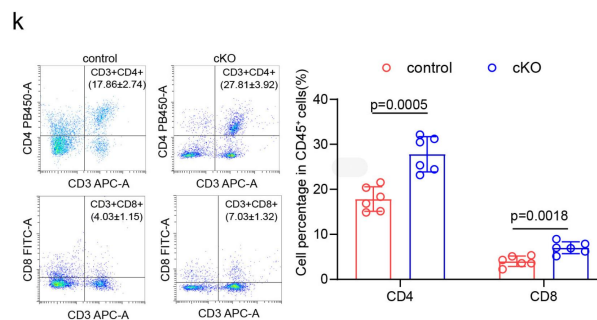 k
control
cKO
CD3+CD4+
(17.86±2.74)
CD3+CD4+
(27.81±3.92)
CD4 PB450-A
CD4 PB450-A
CD3 APC-A
CD3 APC-A
CD3+CD8+
(4.03±1.15)
CD3+CD8+
(7.03±1.32)
CD8 FITC-A
CD8 FITC-A
CD3 APC-A
CD3 APC-A
control
cKO
Cell percentage in CD45⁺ cells(%)
40
30
20
10
0
p=0.0005
p=0.0018
CD4
CD8